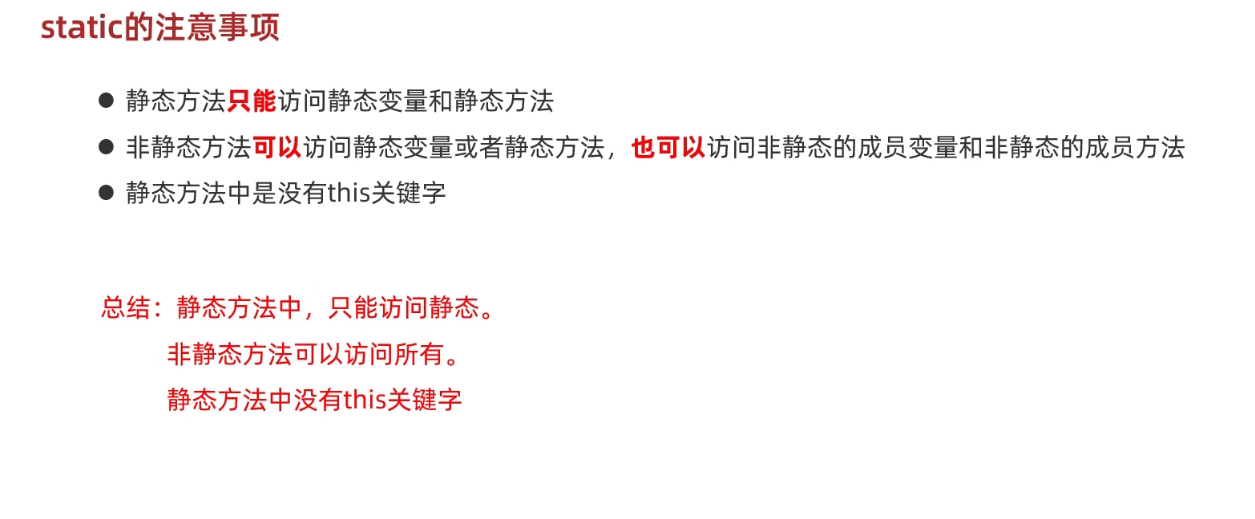 static的注意事项
● 静态方法只能访问静态变量和静态方法
● 非静态方法可以访问静态变量或者静态方法，也可以访问非静态的成员变量和非静态的成员方法
● 静态方法中是没有this关键字
总结：静态方法中，只能访问静态。
非静态方法可以访问所有。
静态方法中没有this关键字